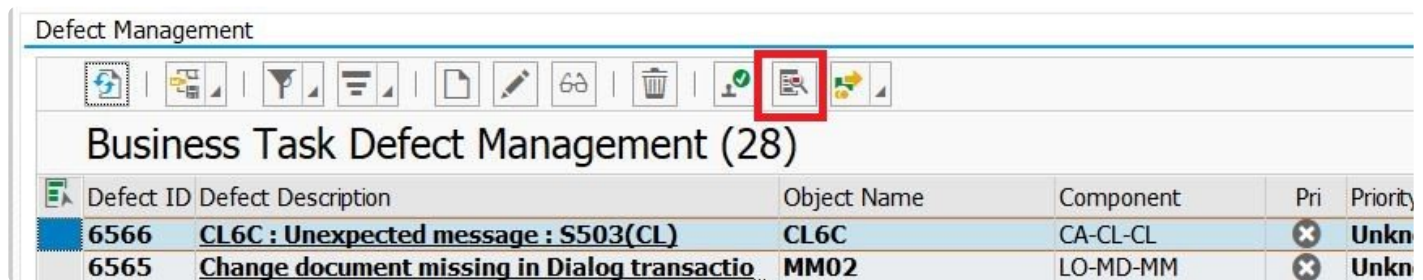 Defect Management
Business Task Defect Management (28)
Defect ID Defect Description Object Name Component Pri Priority
6566 CL6C : Unexpected message : S503(CL) CL6C CA-CL-CL Unkn
6565 Change document missing in Dialog transactio MM02 LO-MD-MM Unkn